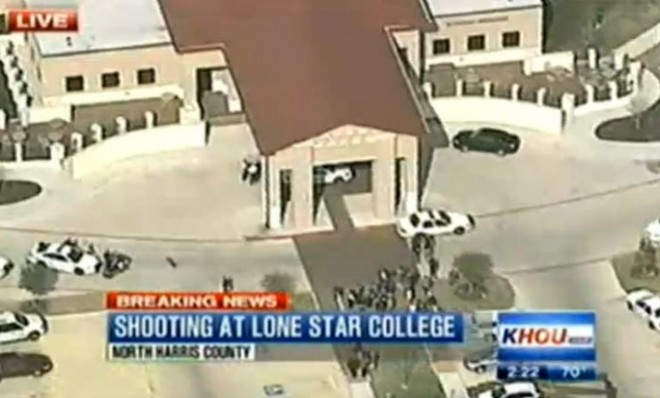 LIVE
BREAKING NEWS
SHOOTING AT LONE STAR COLLEGE
NORTH HARRIS COUNTY
KHOU
2:22 70°